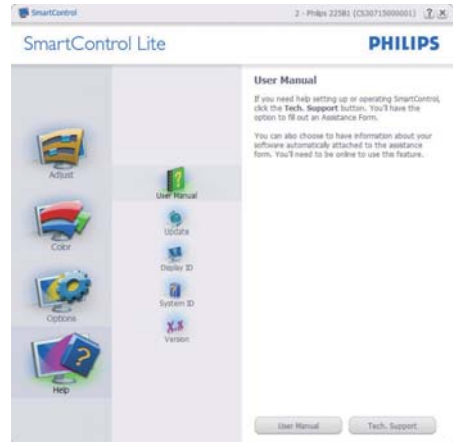 SmartControl
2 - Philips 225B1 (CS30715000001)
SmartControl Lite
PHILIPS
Adjust
Color
Options
Help
User Manual
Update
Display ID
System ID
Version
User Manual
If you need help setting up or operating SmartControl,
click the Tech. Support button. You'll have the
option to fill out an Assistance Form.
You can also choose to have information about your
software automatically attached to the assistance
form. You'll need to be online to use this feature.
User Manual
Tech. Support